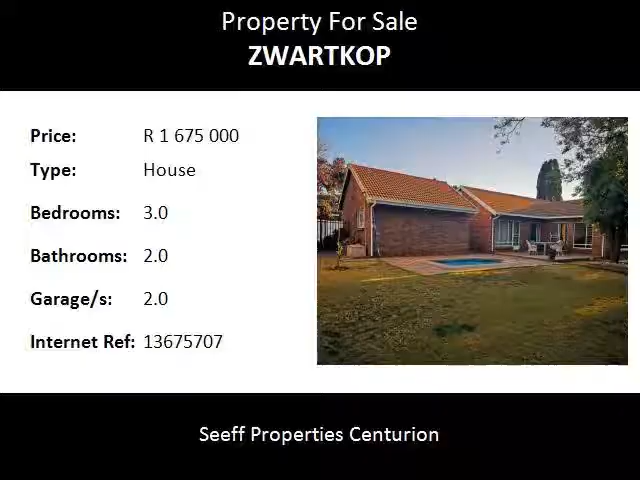 Property For Sale
ZWARTKOP
Price: R 1 675 000
Type: House
Bedrooms: 3.0
Bathrooms: 2.0
Garage/s: 2.0
Internet Ref: 13675707
Seeff Properties Centurion